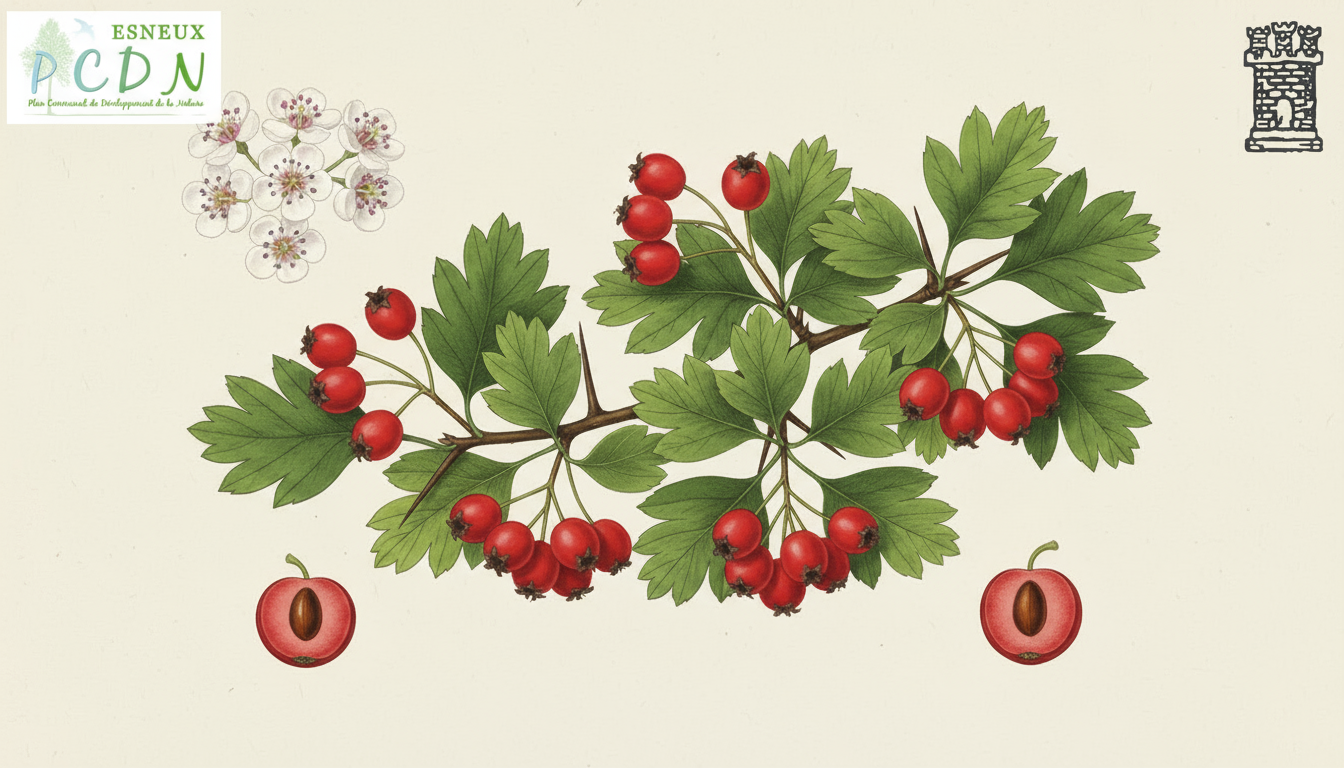 ESNEUX
PCDN
Plan Communal de Développement de la Nature